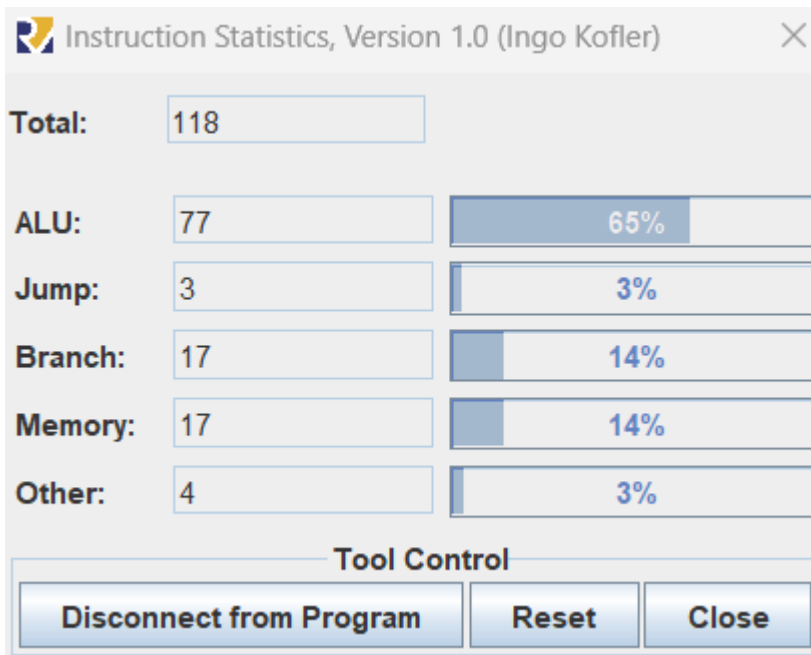 Instruction Statistics, Version 1.0 (Ingo Kofler)
Total: 118
ALU: 77 65%
Jump: 3 3%
Branch: 17 14%
Memory: 17 14%
Other: 4 3%
Tool Control
Disconnect from Program Reset Close